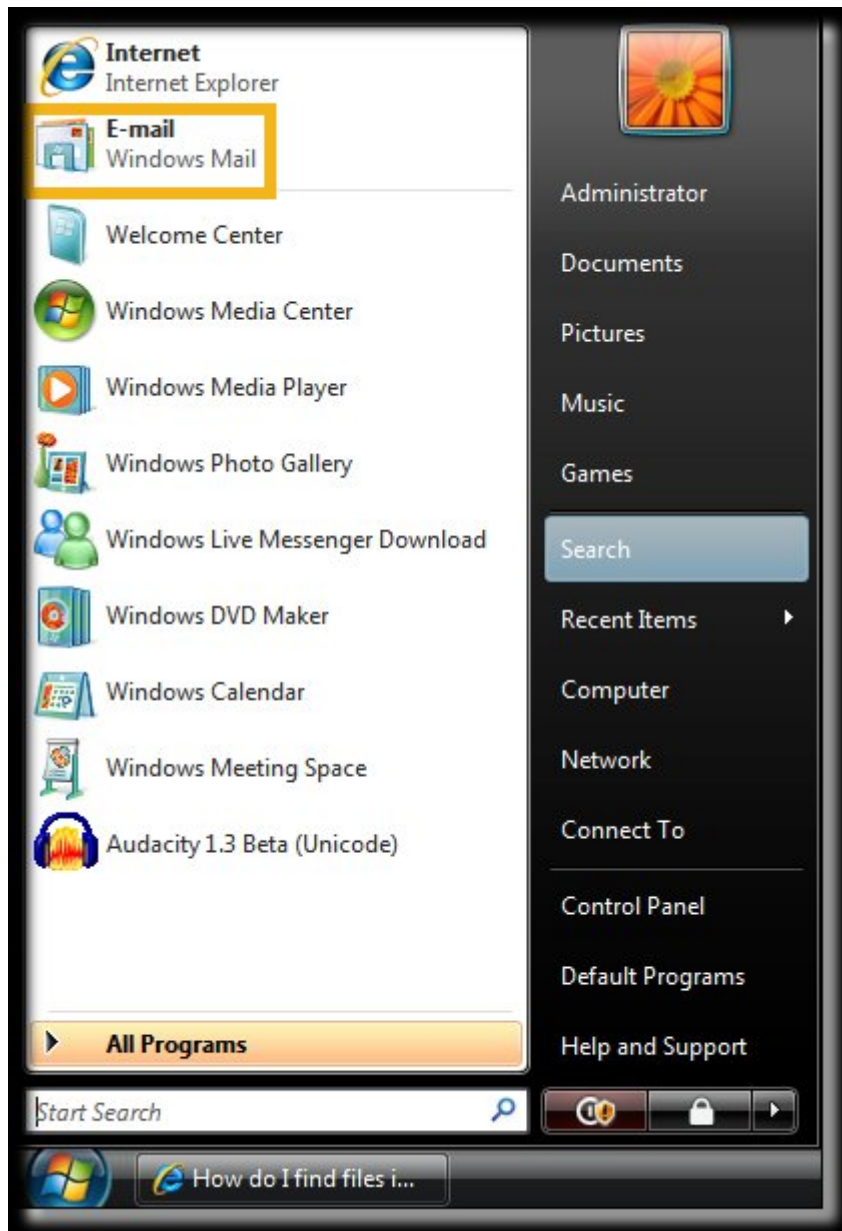 Internet
Internet Explorer
E-mail
Windows Mail
Welcome Center
Windows Media Center
Windows Media Player
Windows Photo Gallery
Windows Live Messenger Download
Windows DVD Maker
Windows Calendar
Windows Meeting Space
Audacity 1.3 Beta (Unicode)
All Programs
Start Search
Administrator
Documents
Pictures
Music
Games
Search
Recent Items
Computer
Network
Connect To
Control Panel
Default Programs
Help and Support
How do I find files i...